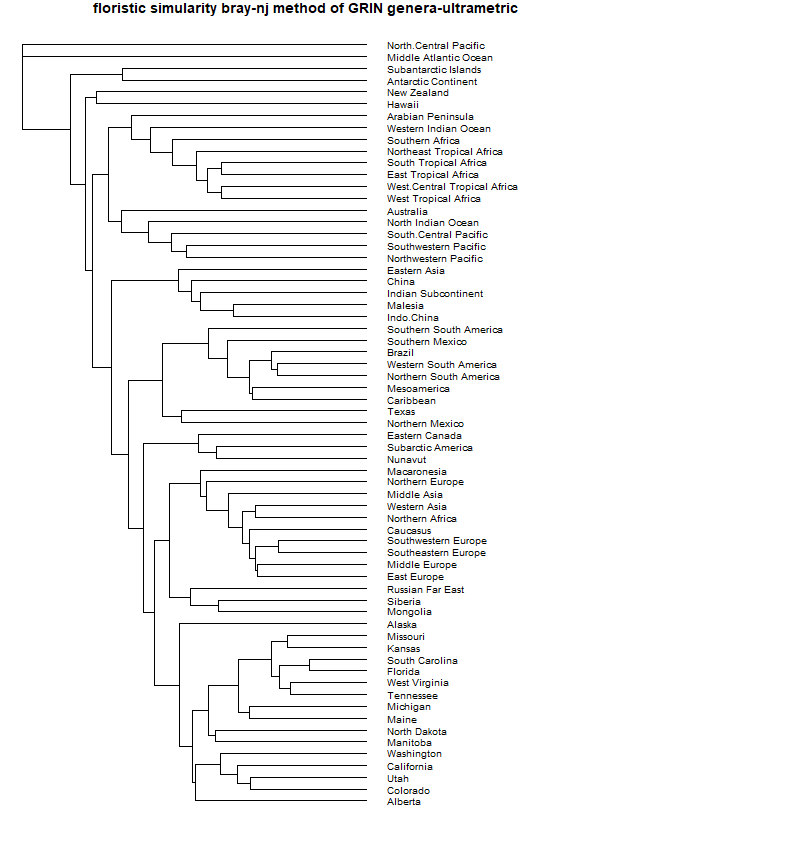 floristic simularity bray-nj method of GRIN genera-ultrametric
North.Central Pacific
Middle Atlantic Ocean
Subantarctic Islands
Antarctic Continent
New Zealand
Hawaii
Arabian Peninsula
Western Indian Ocean
Southern Africa
Northeast Tropical Africa
South Tropical Africa
East Tropical Africa
West.Central Tropical Africa
West Tropical Africa
Australia
North Indian Ocean
South.Central Pacific
Southwestern Pacific
Northwestern Pacific
Eastern Asia
China
Indian Subcontinent
Malesia
Indo.China
Southern South America
Southern Mexico
Brazil
Western South America
Northern South America
Mesoamerica
Caribbean
Texas
Northern Mexico
Eastern Canada
Subarctic America
Nunavut
Macaronesia
Northern Europe
Middle Asia
Western Asia
Northern Africa
Caucasus
Southwestern Europe
Southeastern Europe
Middle Europe
East Europe
Russian Far East
Siberia
Mongolia
Alaska
Missouri
Kansas
South Carolina
Florida
West Virginia
Tennessee
Michigan
Maine
North Dakota
Manitoba
Washington
California
Utah
Colorado
Alberta